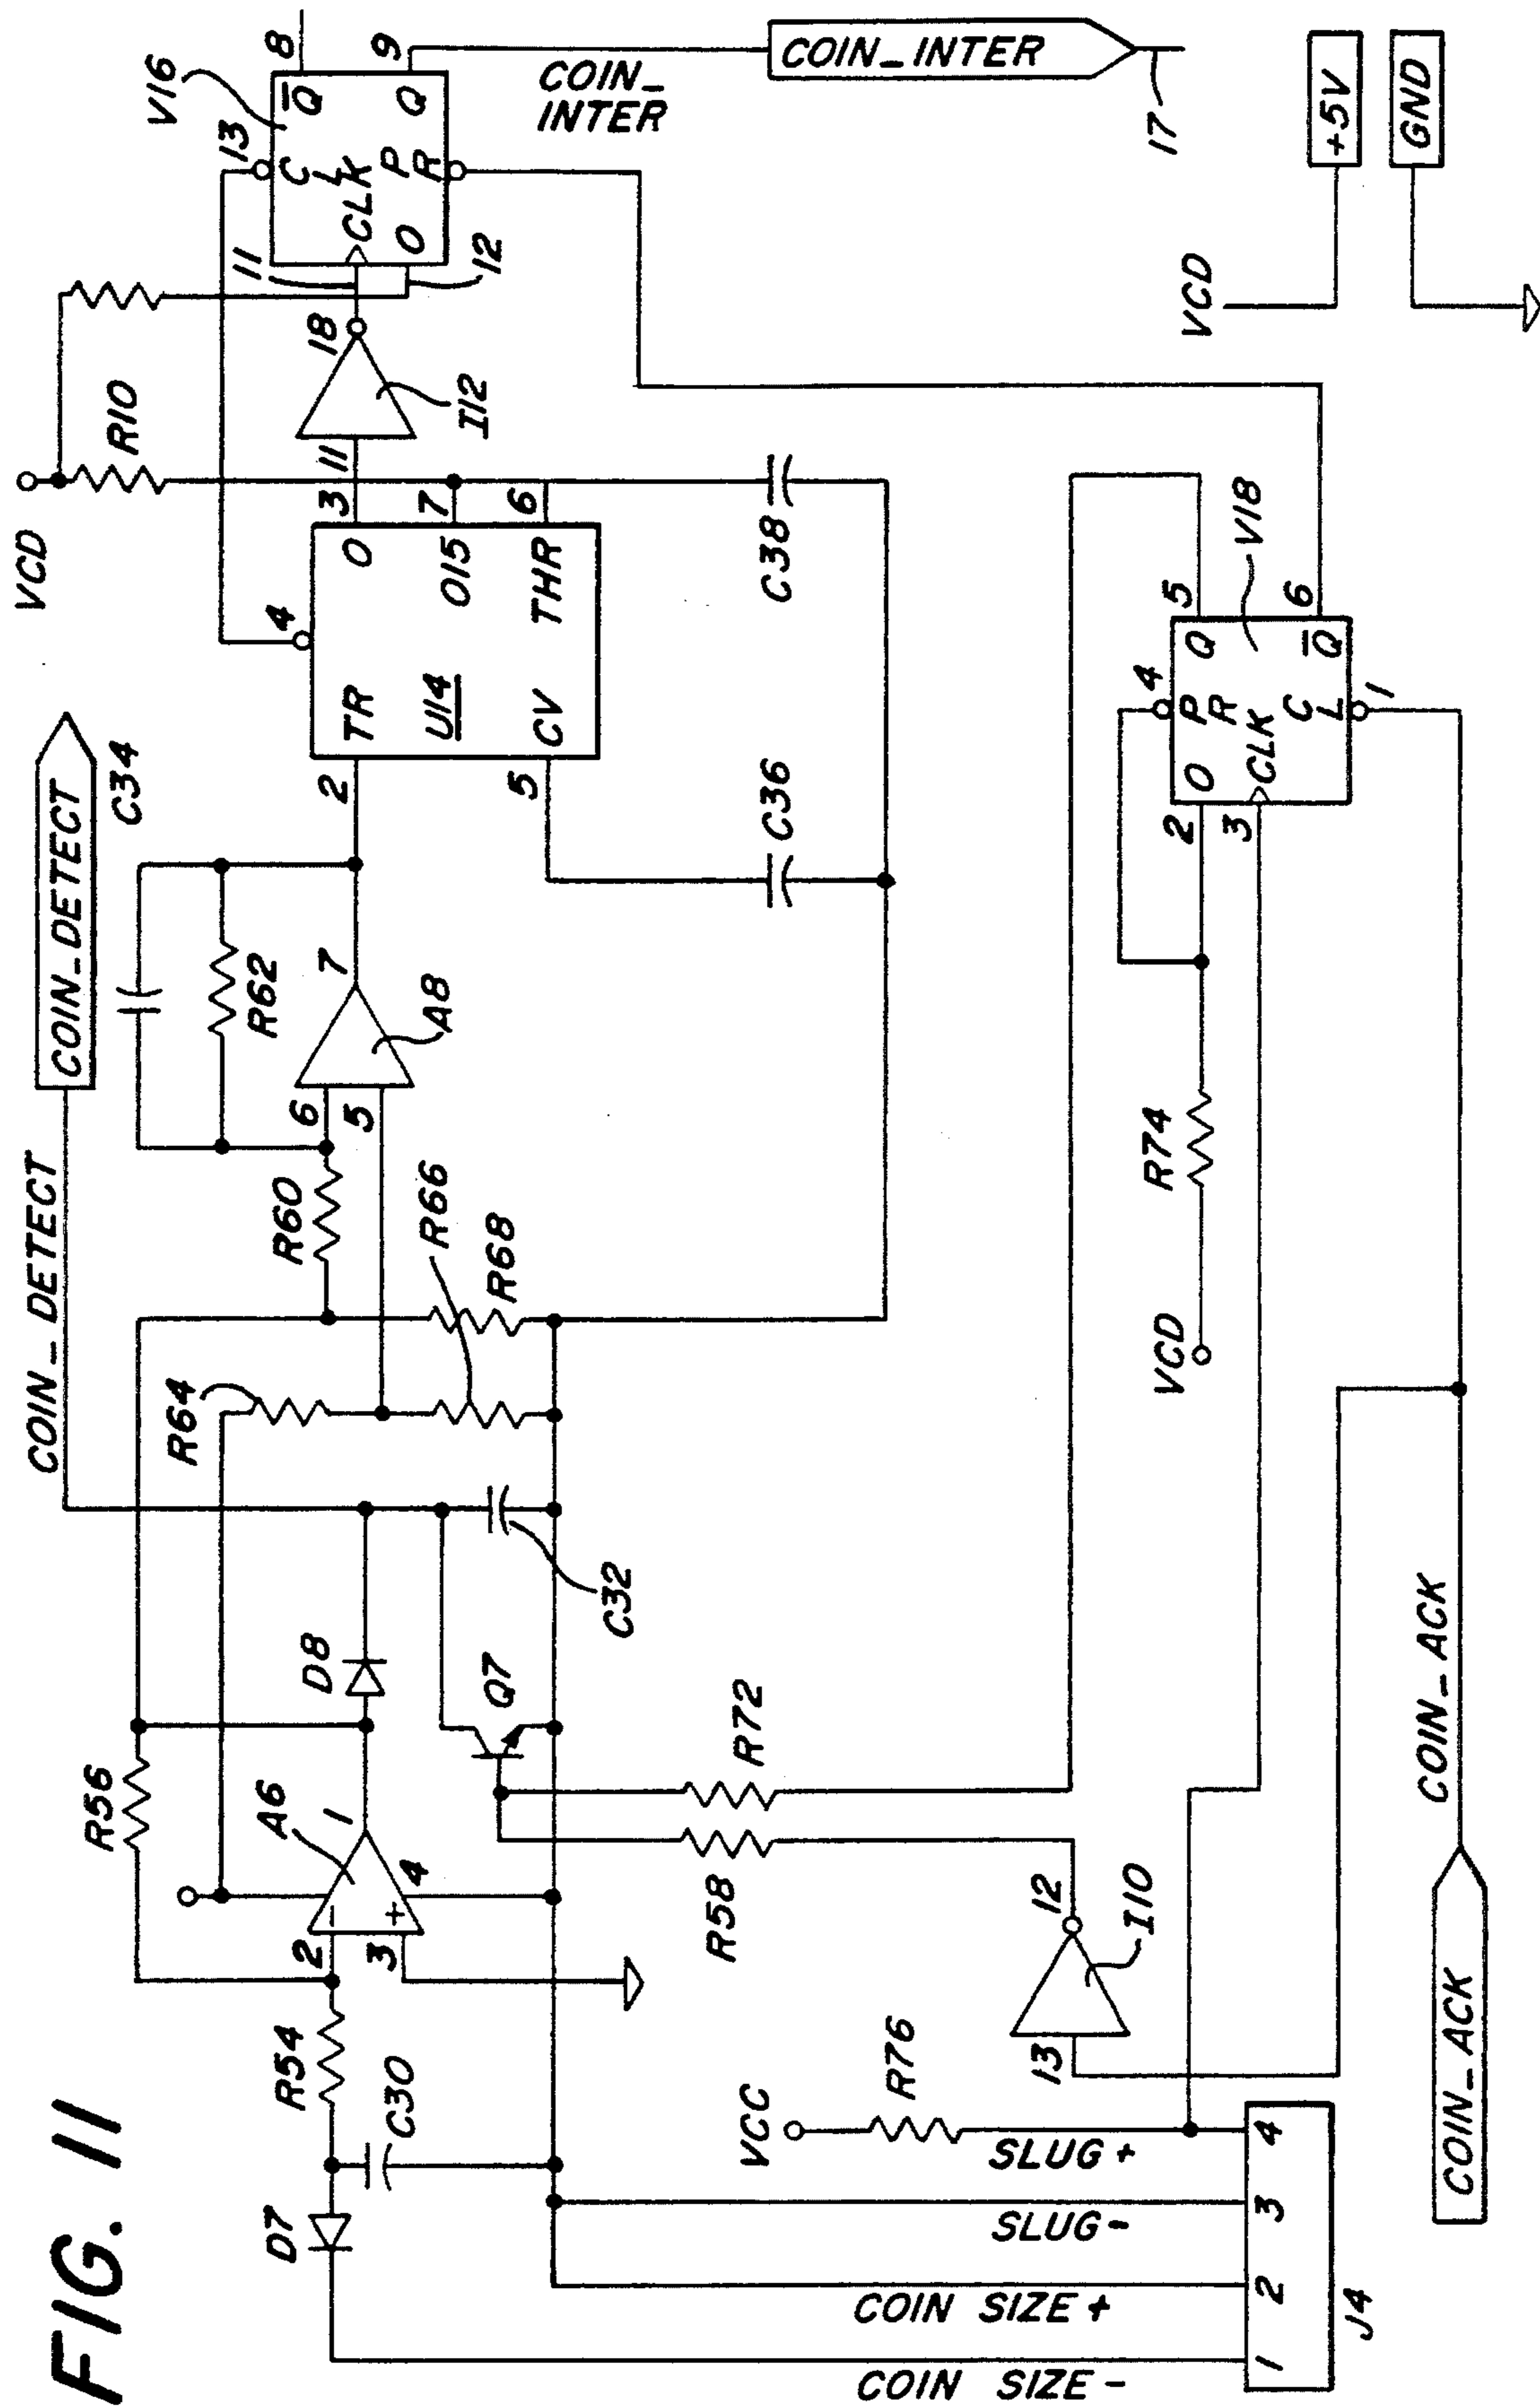 FIG. 11
COIN_DETECT
COIN_DETECT
C34
VCD
R10
V16
8
9
13
Q
Q
C
L
CLK
P
R
O
11
12
18
I12
11
3
7
6
4
O
O15
THR
TR
U14
CV
2
5
C38
C36
COIN_
INTER
COIN_INTER
17
+5V
GND
VCD
R62
7
A8
6
5
R60
R66
R68
R64
C32
D8
Q7
R56
A6
1
4
2
3
−
+
R54
C30
D7
R72
R58
12
I10
13
R76
VCC
SLUG+
SLUG-
COIN SIZE+
COIN SIZE-
1
2
3
4
J4
V18
5
6
4
1
2
3
Q
Q
P
R
C
L
O
CLK
R74
VCD
COIN_ACK
COIN_ACK